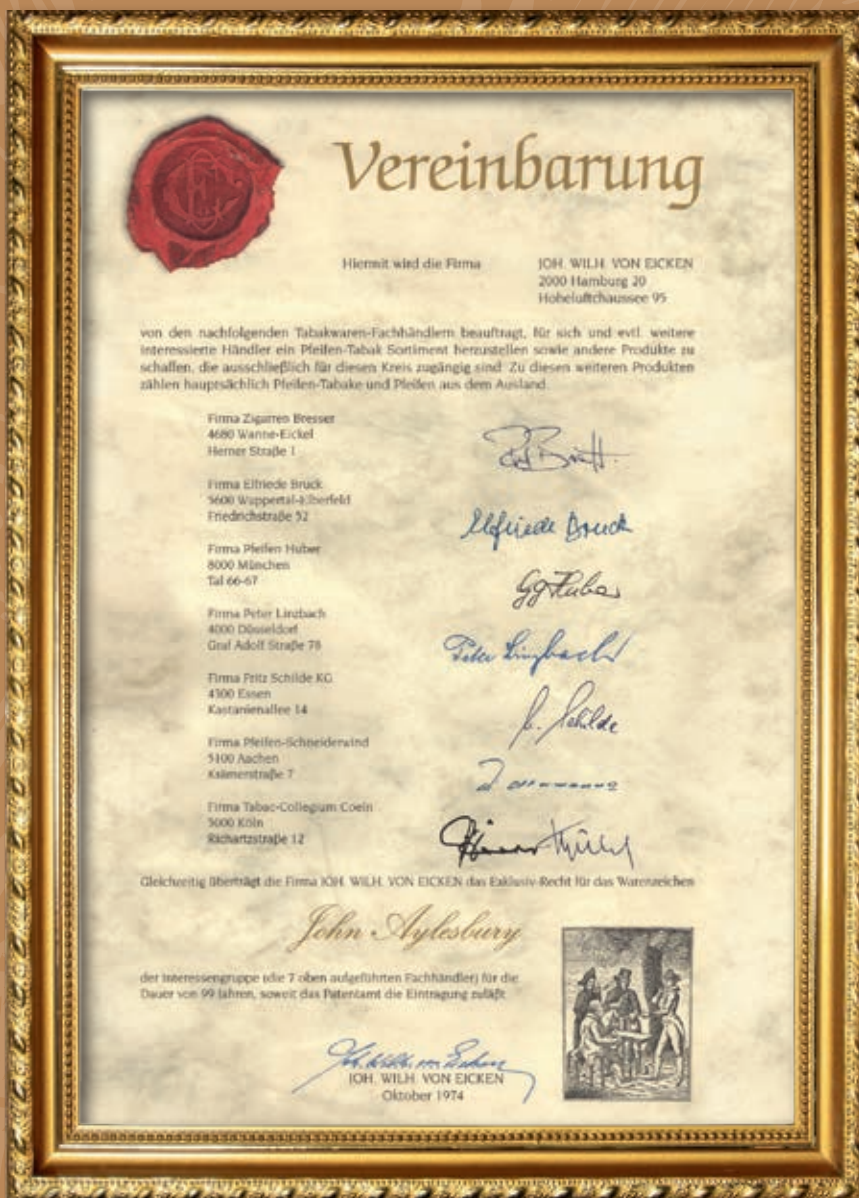 Vereinbarung
Hiermit wird die Firma
JOH. WILH. VON EICKEN
2000 Hamburg 20
Hoheluftchaussee 95
von den nachfolgenden Tabakwaren-Fachhändlern beauftragt, für sich und evtl. weitere
interessierte Händler ein Pfeifen-Tabak Sortiment herzustellen sowie andere Produkte zu
schaffen, die ausschließlich für diesen Kreis zugängig sind. Zu diesen weiteren Produkten
zählen hauptsächlich Pfeifen-Tabake und Pfeifen aus dem Ausland.
Firma Zigarren Bresser
4680 Wanne-Eickel
Herner Straße 1
Firma Elfriede Bruck
5600 Wuppertal-Elberfeld
Friedrichstraße 52
Elfriede Bruck
Firma Pfeifen Huber
8000 München
Tal 66-67
Gg Huber
Firma Peter Linzbach
4000 Düsseldorf
Graf Adolf Straße 78
Peter Linzbach
Firma Fritz Schilde KG
4300 Essen
Kastanienallee 14
Schilde
Firma Pfeifen-Schneiderwind
5100 Aachen
Krämerstraße 7
Firma Tabac-Collegium Coeln
5000 Köln
Richartzstraße 12
Gleichzeitig überträgt die Firma JOH. WILH. VON EICKEN das Exklusiv-Recht für das Warenzeichen
John Aylesbury
der Interessengruppe (die 7 oben aufgeführten Fachhändler) für die
Dauer von 99 Jahren, soweit das Patentamt die Eintragung zuläßt.
Joh. Wilh. von Eicken
JOH. WILH. VON EICKEN
Oktober 1974